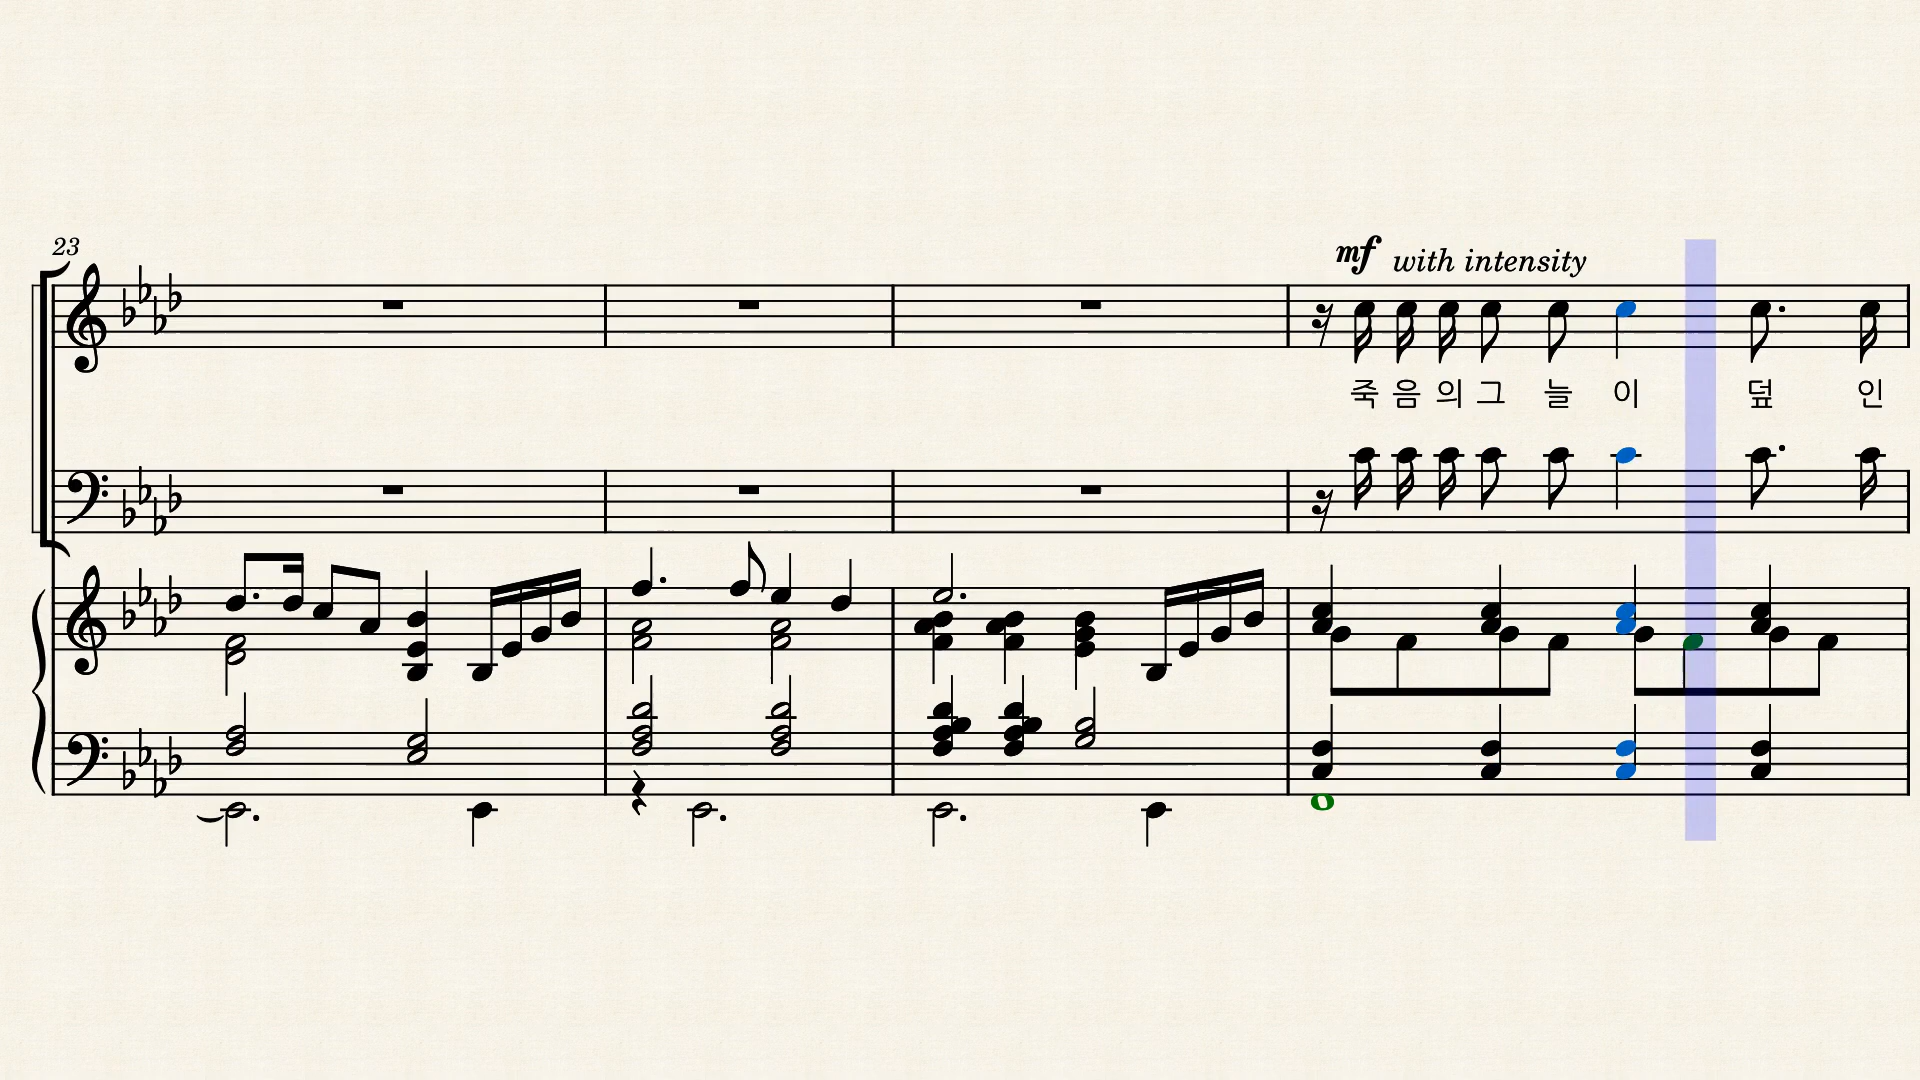 23
mf with intensity
죽 음 의 그 늘 이 덮 인